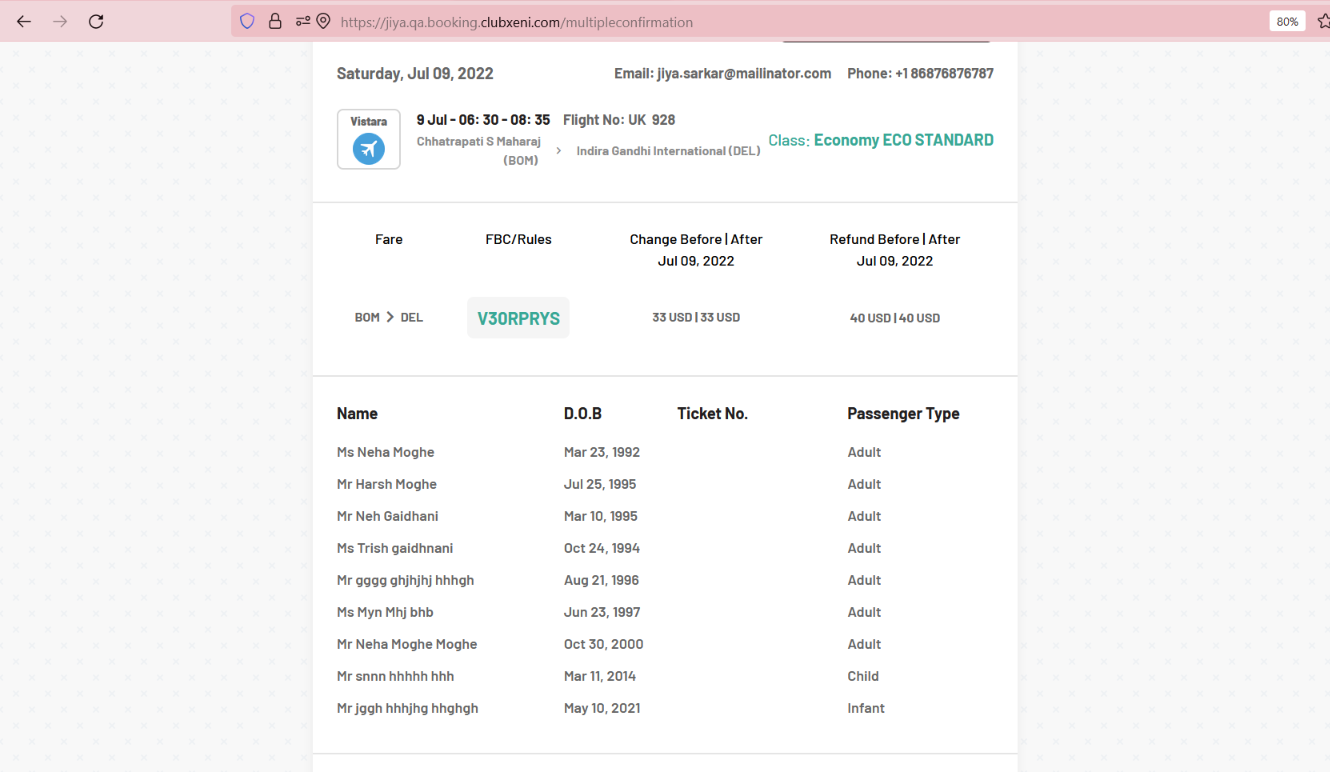 https://jiya.qa.booking.clubxeni.com/multipleconfirmation 80%
Saturday, Jul 09, 2022 Email: jiya.sarkar@mailinator.com Phone: +1 86876876787
Vistara
9 Jul - 06: 30 - 08: 35 Flight No: UK 928
Chhatrapati S Maharaj
(BOM) > Indira Gandhi International (DEL)
Class: Economy ECO STANDARD
Fare FBC/Rules Change Before | After Refund Before | After
Jul 09, 2022 Jul 09, 2022
BOM > DEL V30RPRYS 33 USD | 33 USD 40 USD | 40 USD
Name D.O.B Ticket No. Passenger Type
Ms Neha Moghe Mar 23, 1992 Adult
Mr Harsh Moghe Jul 25, 1995 Adult
Mr Neh Gaidhani Mar 10, 1995 Adult
Ms Trish gaidhnani Oct 24, 1994 Adult
Mr gggg ghjhjhj hhhgh Aug 21, 1996 Adult
Ms Myn Mhj bhb Jun 23, 1997 Adult
Mr Neha Moghe Moghe Oct 30, 2000 Adult
Mr snnn hhhhh hhh Mar 11, 2014 Child
Mr jggh hhhjhg hhghgh May 10, 2021 Infant